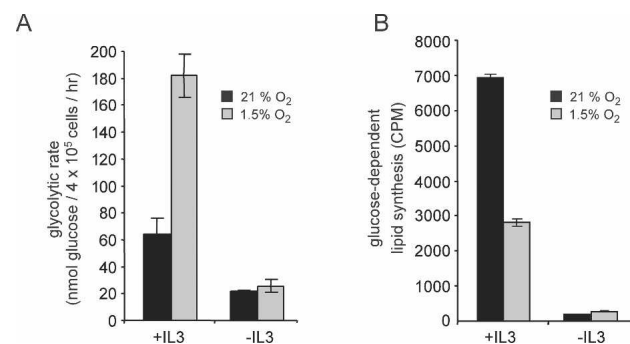 A
glycolytic rate
(nmol glucose / 4 x 10⁵ cells / hr)
200
180
160
140
120
100
80
60
40
20
0
21 % O₂
1.5% O₂
+IL3
-IL3
B
glucose-dependent
lipid synthesis (CPM)
8000
7000
6000
5000
4000
3000
2000
1000
0
21 % O₂
1.5% O₂
+IL3
-IL3